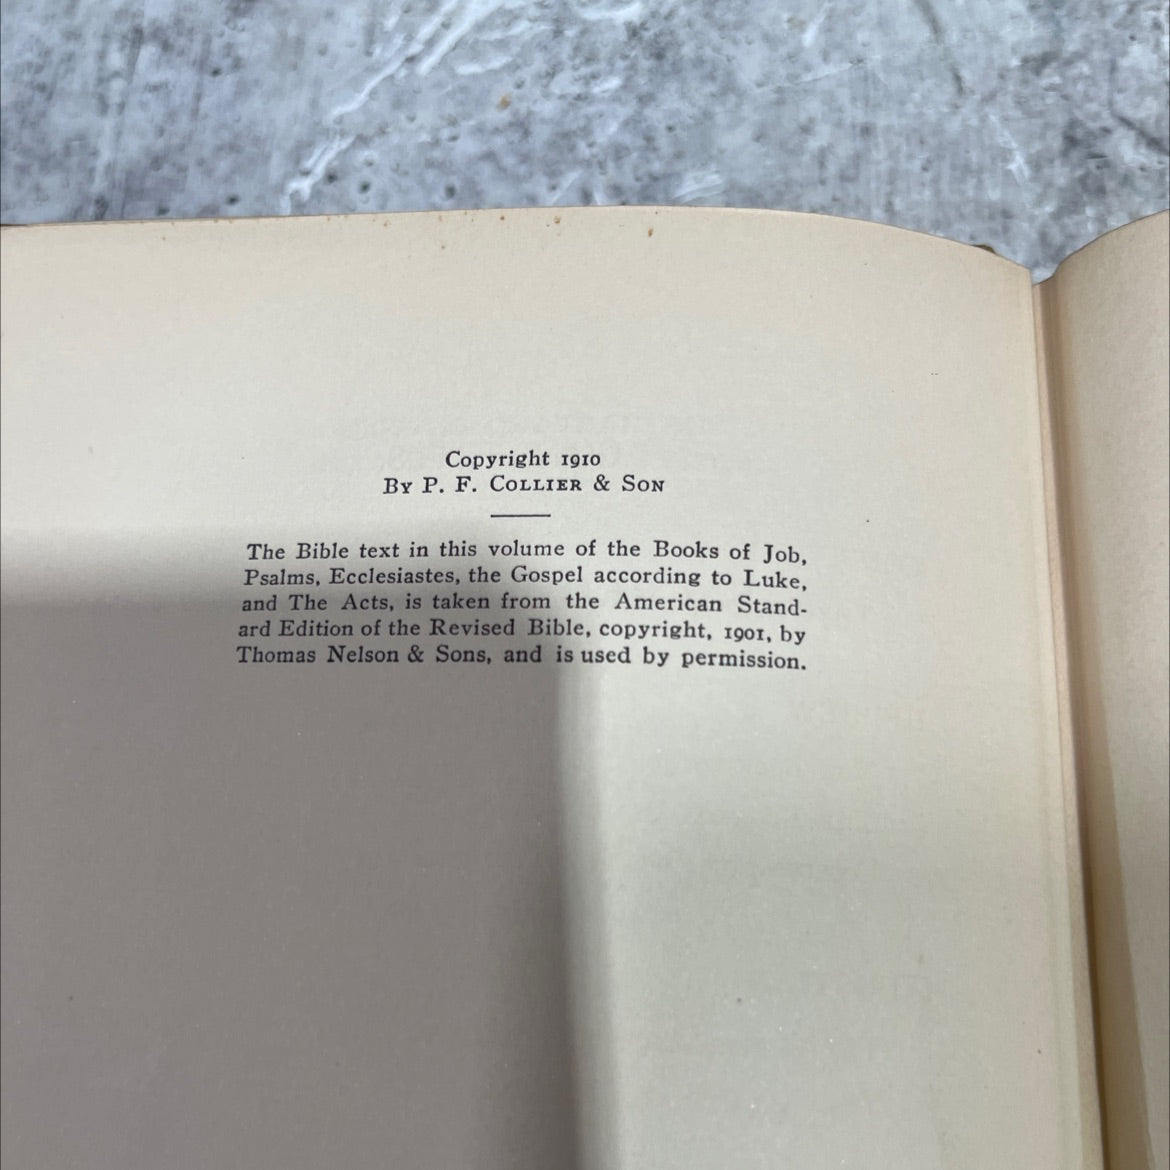 Copyright 1910
By P. F. Collier & Son
The Bible text in this volume of the Books of Job,
Psalms, Ecclesiastes, the Gospel according to Luke,
and The Acts, is taken from the American Stand-
ard Edition of the Revised Bible, copyright, 1901, by
Thomas Nelson & Sons, and is used by permission.